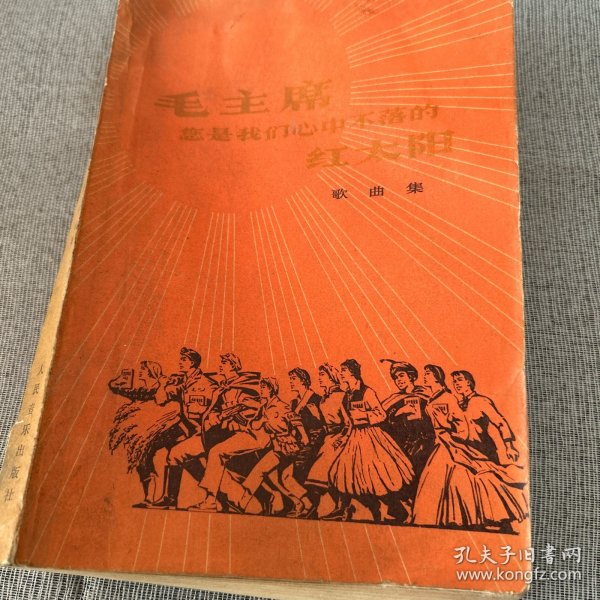 毛主席
您是我们心中不落的
红太阳
歌曲集
人民音乐出版社
孔夫子旧书网
www.kongfz.com